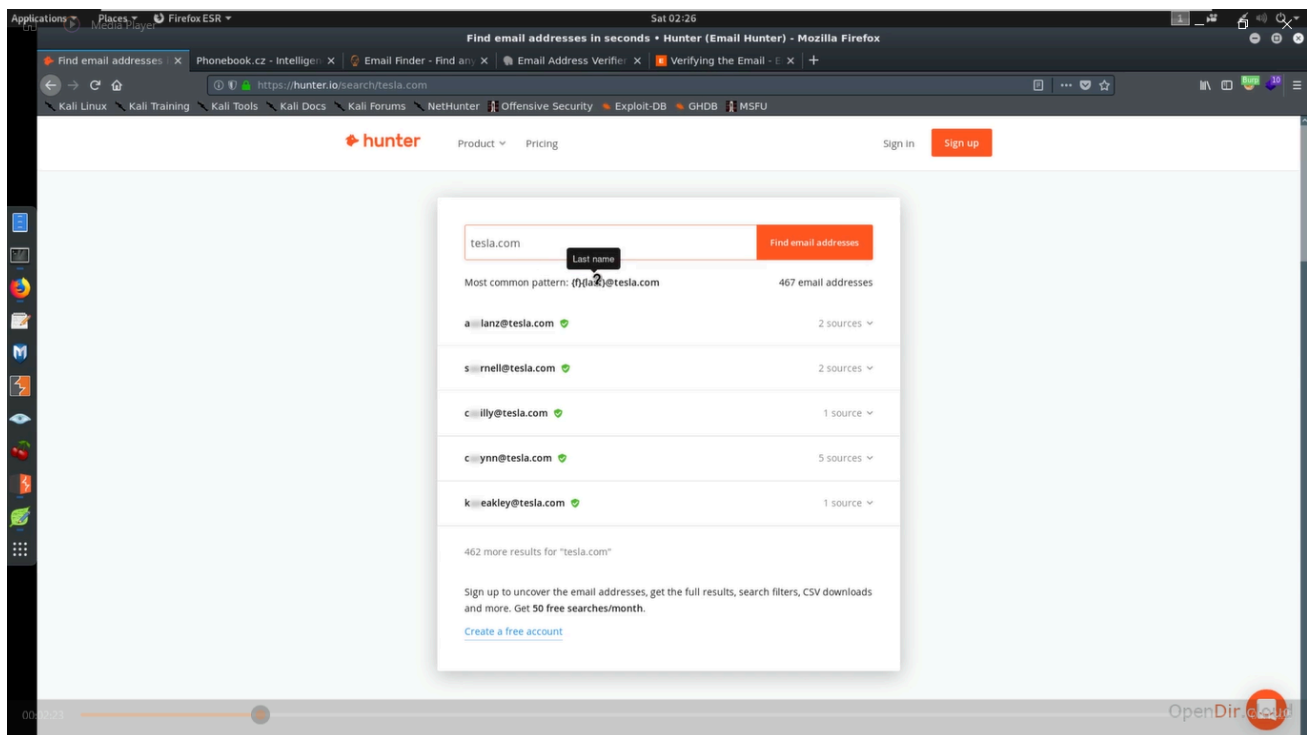 Applications Places Firefox ESR Sat 02:26 1
Media Player
Find email addresses in seconds • Hunter (Email Hunter) - Mozilla Firefox
Find email addresses Phonebook.cz - Intelligen Email Finder - Find any Email Address Verifier Verifying the Email - E
https://hunter.io/search/tesla.com Burp 10
Kali Linux Kali Training Kali Tools Kali Docs Kali Forums NetHunter Offensive Security Exploit-DB GHDB MSFU
hunter Product Pricing Sign in Sign up
tesla.com Find email addresses
Last name
Most common pattern: {f}{last}@tesla.com 467 email addresses
a lanz@tesla.com 2 sources
s rnell@tesla.com 2 sources
c illy@tesla.com 1 source
c ynn@tesla.com 5 sources
k eakley@tesla.com 1 source
462 more results for "tesla.com"
Sign up to uncover the email addresses, get the full results, search filters, CSV downloads
and more. Get 50 free searches/month.
Create a free account
OpenDir.cloud